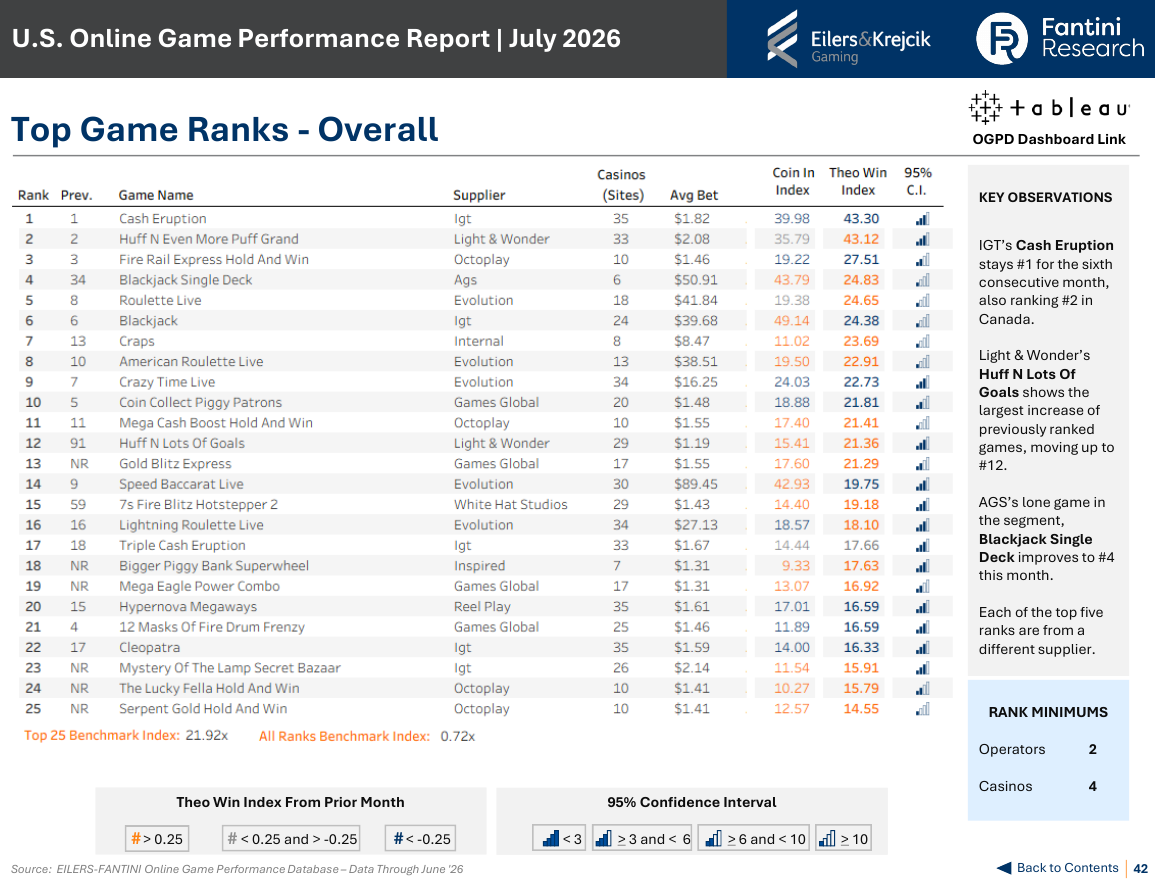 U.S. Online Game Performance Report | July 2026
Eilers&Krejcik
Gaming
Fantini
Research
Top Game Ranks - Overall
+ a b l e a u
OGPD Dashboard Link
Rank Prev. Game Name Supplier Casinos (Sites) Avg Bet Coin In Index Theo Win Index 95% C.I.
1 1 Cash Eruption Igt 35 $1.82 39.98 43.30
2 2 Huff N Even More Puff Grand Light & Wonder 33 $2.08 35.79 43.12
3 3 Fire Rail Express Hold And Win Octoplay 10 $1.46 19.22 27.51
4 34 Blackjack Single Deck Ags 6 $50.91 43.79 24.83
5 8 Roulette Live Evolution 18 $41.84 19.38 24.65
6 6 Blackjack Igt 24 $39.68 49.14 24.38
7 13 Craps Internal 8 $8.47 11.02 23.69
8 10 American Roulette Live Evolution 13 $38.51 19.50 22.91
9 7 Crazy Time Live Evolution 34 $16.25 24.03 22.73
10 5 Coin Collect Piggy Patrons Games Global 20 $1.48 18.88 21.81
11 11 Mega Cash Boost Hold And Win Octoplay 10 $1.55 17.40 21.41
12 91 Huff N Lots Of Goals Light & Wonder 29 $1.19 15.41 21.36
13 NR Gold Blitz Express Games Global 17 $1.55 17.60 21.29
14 9 Speed Baccarat Live Evolution 30 $89.45 42.93 19.75
15 59 7s Fire Blitz Hotstepper 2 White Hat Studios 29 $1.43 14.40 19.18
16 16 Lightning Roulette Live Evolution 34 $27.13 18.57 18.10
17 18 Triple Cash Eruption Igt 33 $1.67 14.44 17.66
18 NR Bigger Piggy Bank Superwheel Inspired 7 $1.31 9.33 17.63
19 NR Mega Eagle Power Combo Games Global 17 $1.31 13.07 16.92
20 15 Hypernova Megaways Reel Play 35 $1.61 17.01 16.59
21 4 12 Masks Of Fire Drum Frenzy Games Global 25 $1.46 11.89 16.59
22 17 Cleopatra Igt 35 $1.59 14.00 16.33
23 NR Mystery Of The Lamp Secret Bazaar Igt 26 $2.14 11.54 15.91
24 NR The Lucky Fella Hold And Win Octoplay 10 $1.41 10.27 15.79
25 NR Serpent Gold Hold And Win Octoplay 10 $1.41 12.57 14.55
Top 25 Benchmark Index: 21.92x All Ranks Benchmark Index: 0.72x
KEY OBSERVATIONS
IGT's Cash Eruption
stays #1 for the sixth
consecutive month,
also ranking #2 in
Canada.
Light & Wonder's
Huff N Lots Of
Goals shows the
largest increase of
previously ranked
games, moving up to
#12.
AGS's lone game in
the segment,
Blackjack Single
Deck improves to #4
this month.
Each of the top five
ranks are from a
different supplier.
RANK MINIMUMS
Operators 2
Casinos 4
Theo Win Index From Prior Month
# > 0.25 # < 0.25 and > -0.25 # < -0.25
95% Confidence Interval
< 3 ≥ 3 and < 6 ≥ 6 and < 10 ≥ 10
Source: EILERS-FANTINI Online Game Performance Database – Data Through June '26
Back to Contents 42